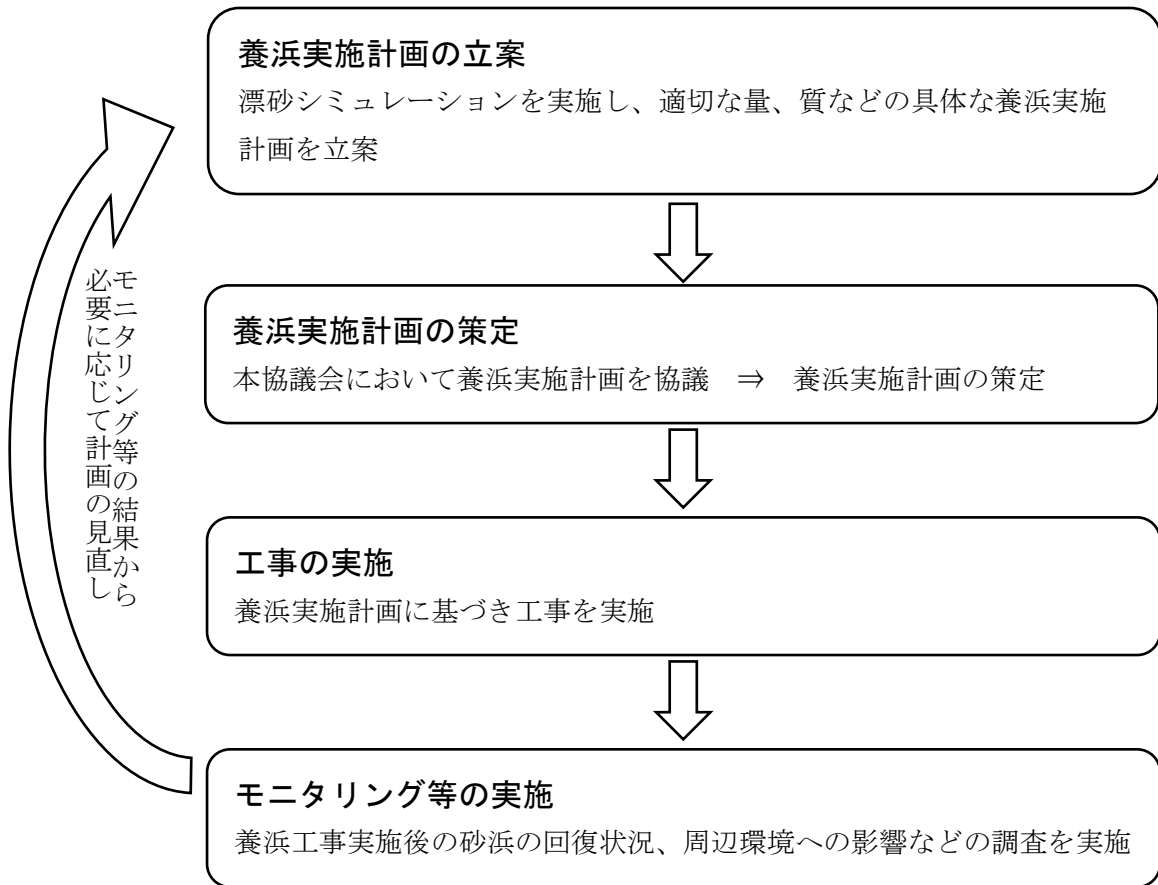 養浜実施計画の立案
漂砂シミュレーションを実施し、適切な量、質などの具体な養浜実施
計画を立案
養浜実施計画の策定
本協議会において養浜実施計画を協議　⇒　養浜実施計画の策定
工事の実施
養浜実施計画に基づき工事を実施
モニタリング等の実施
養浜工事実施後の砂浜の回復状況、周辺環境への影響などの調査を実施
モニタリング等の結果から
必要に応じて計画の見直し